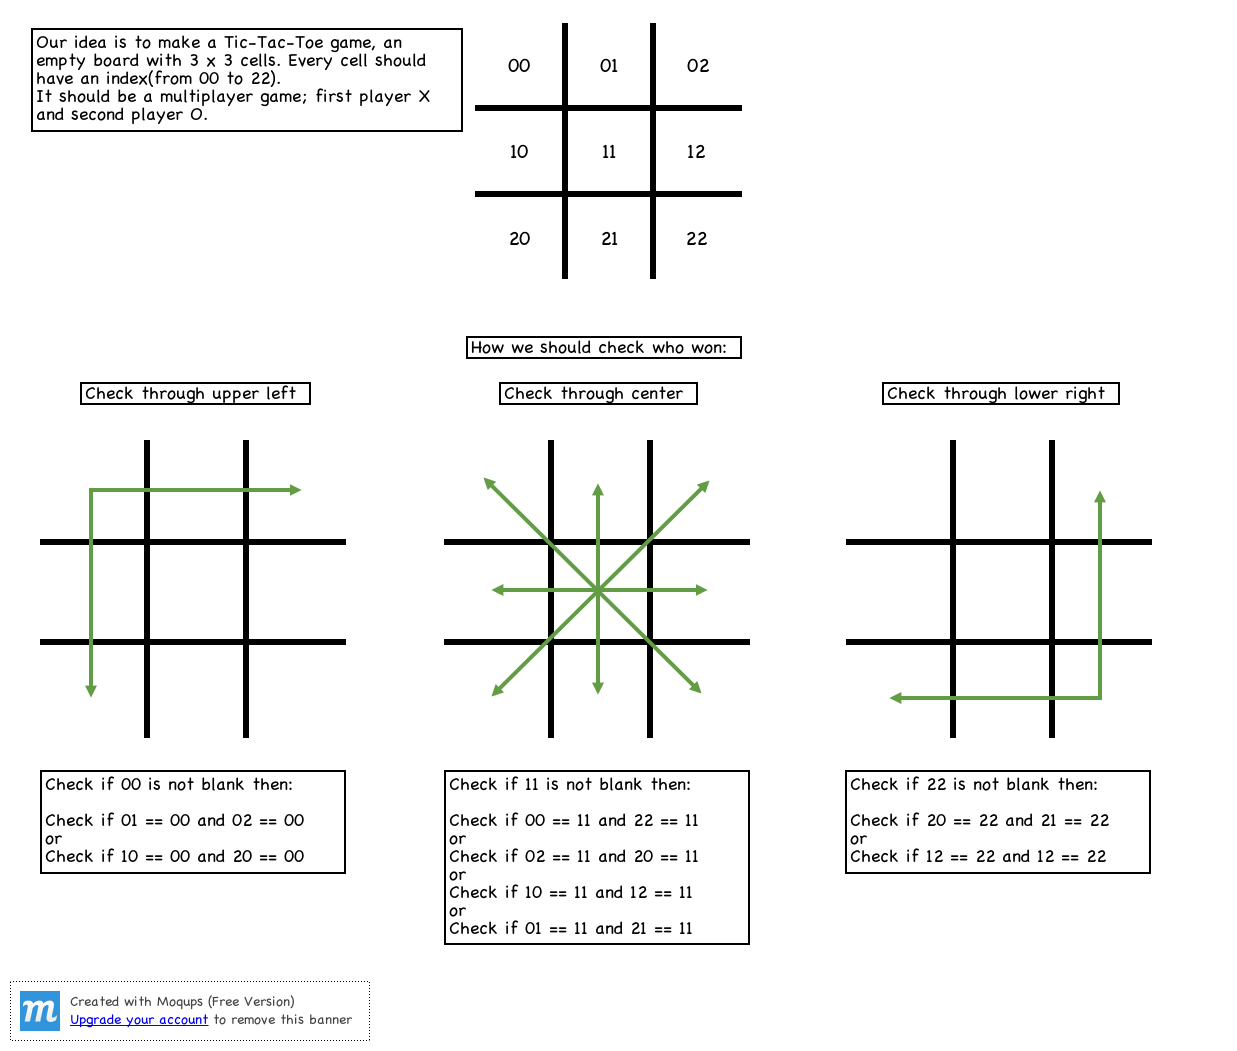 Our idea is to make a Tic-Tac-Toe game, an
empty board with 3 x 3 cells. Every cell should
have an index(from 00 to 22).
It should be a multiplayer game; first player X
and second player O.
00 01 02
10 11 12
20 21 22
How we should check who won:
Check through upper left
Check through center
Check through lower right
Check if 00 is not blank then:
Check if 01 == 00 and 02 == 00
or
Check if 10 == 00 and 20 == 00
Check if 11 is not blank then:
Check if 00 == 11 and 22 == 11
or
Check if 02 == 11 and 20 == 11
or
Check if 10 == 11 and 12 == 11
or
Check if 01 == 11 and 21 == 11
Check if 22 is not blank then:
Check if 20 == 22 and 21 == 22
or
Check if 12 == 22 and 12 == 22
m
Created with Moqups (Free Version)
Upgrade your account to remove this banner